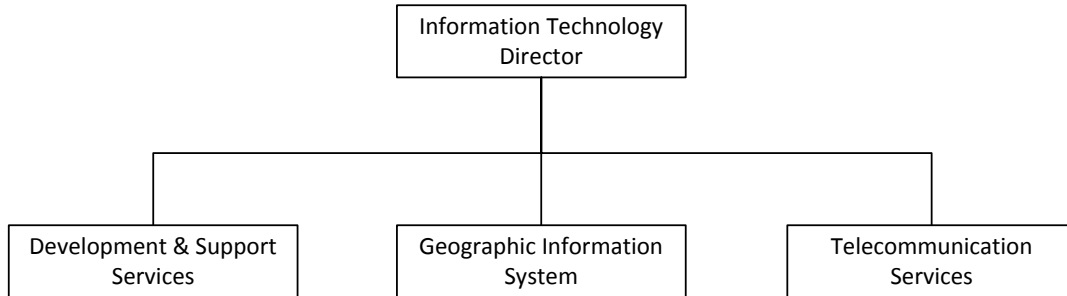 Information Technology
Director
Development & Support
Services
Geographic Information
System
Telecommunication
Services